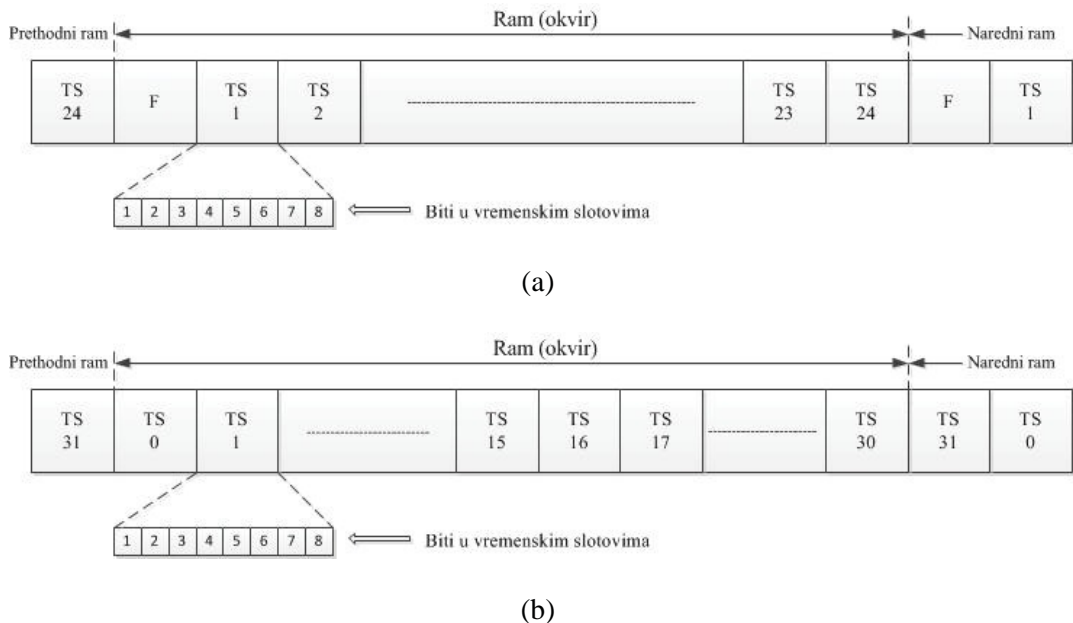 Ram (okvir)
Prethodni ram
Naredni ram
TS 24
F
TS 1
TS 2
TS 23
TS 24
F
TS 1
1 2 3 4 5 6 7 8
Biti u vremenskim slotovima
(a)
Ram (okvir)
Prethodni ram
Naredni ram
TS 31
TS 0
TS 1
TS 15
TS 16
TS 17
TS 30
TS 31
TS 0
1 2 3 4 5 6 7 8
Biti u vremenskim slotovima
(b)